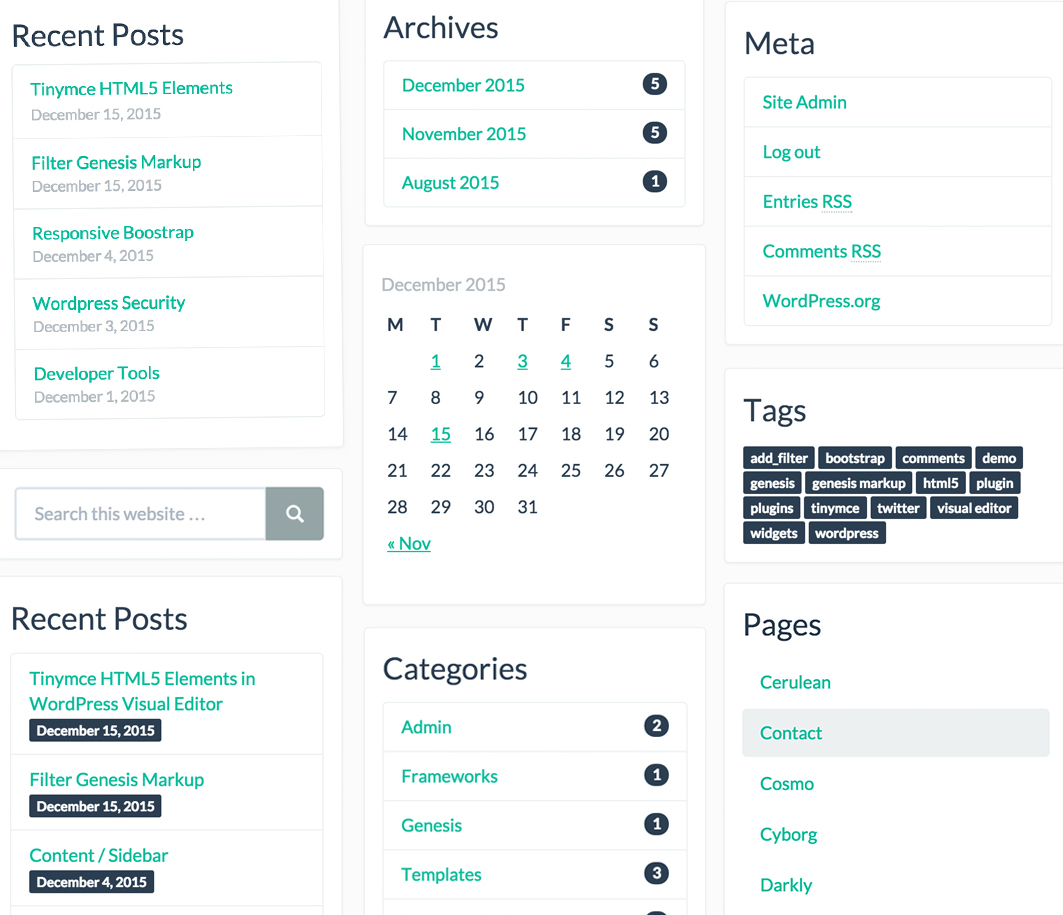 Recent Posts
Tinymce HTML5 Elements
December 15, 2015
Filter Genesis Markup
December 15, 2015
Responsive Boostrap
December 4, 2015
Wordpress Security
December 3, 2015
Developer Tools
December 1, 2015
Search this website ...
Recent Posts
Tinymce HTML5 Elements in
WordPress Visual Editor
December 15, 2015
Filter Genesis Markup
December 15, 2015
Content / Sidebar
December 4, 2015
Archives
December 2015 5
November 2015 5
August 2015 1
December 2015
M T W T F S S
1 2 3 4 5 6
7 8 9 10 11 12 13
14 15 16 17 18 19 20
21 22 23 24 25 26 27
28 29 30 31
« Nov
Categories
Admin 2
Frameworks 1
Genesis 1
Templates 3
Meta
Site Admin
Log out
Entries RSS
Comments RSS
WordPress.org
Tags
add_filter bootstrap comments demo
genesis genesis markup html5 plugin
plugins tinymce twitter visual editor
widgets wordpress
Pages
Cerulean
Contact
Cosmo
Cyborg
Darkly